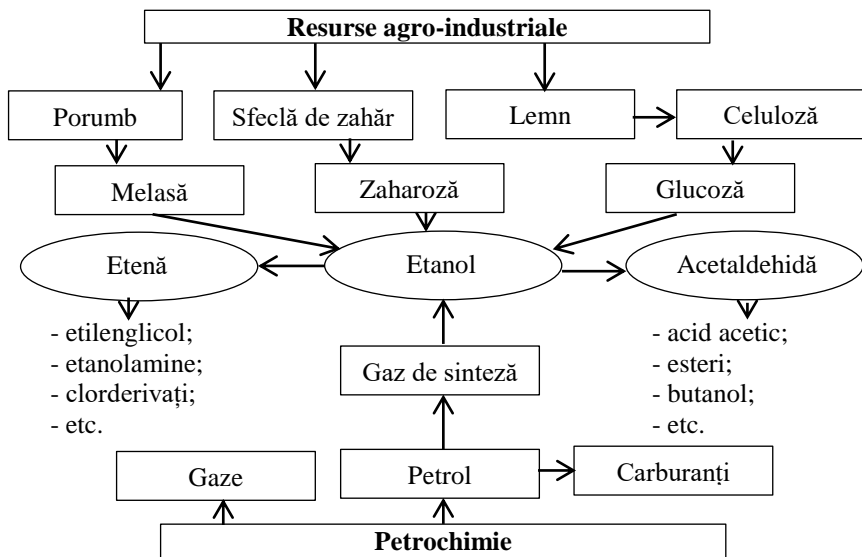 Resurse agro-industriale
Porumb
Sfeclă de zahăr
Lemn
Celuloză
Melasă
Zaharoză
Glucoză
Etenă
Etanol
Acetaldehidă
- etilenglicol;
- etanolamine;
- clorderivați;
- etc.
- acid acetic;
- esteri;
- butanol;
- etc.
Gaz de sinteză
Gaze
Petrol
Carburanți
Petrochimie